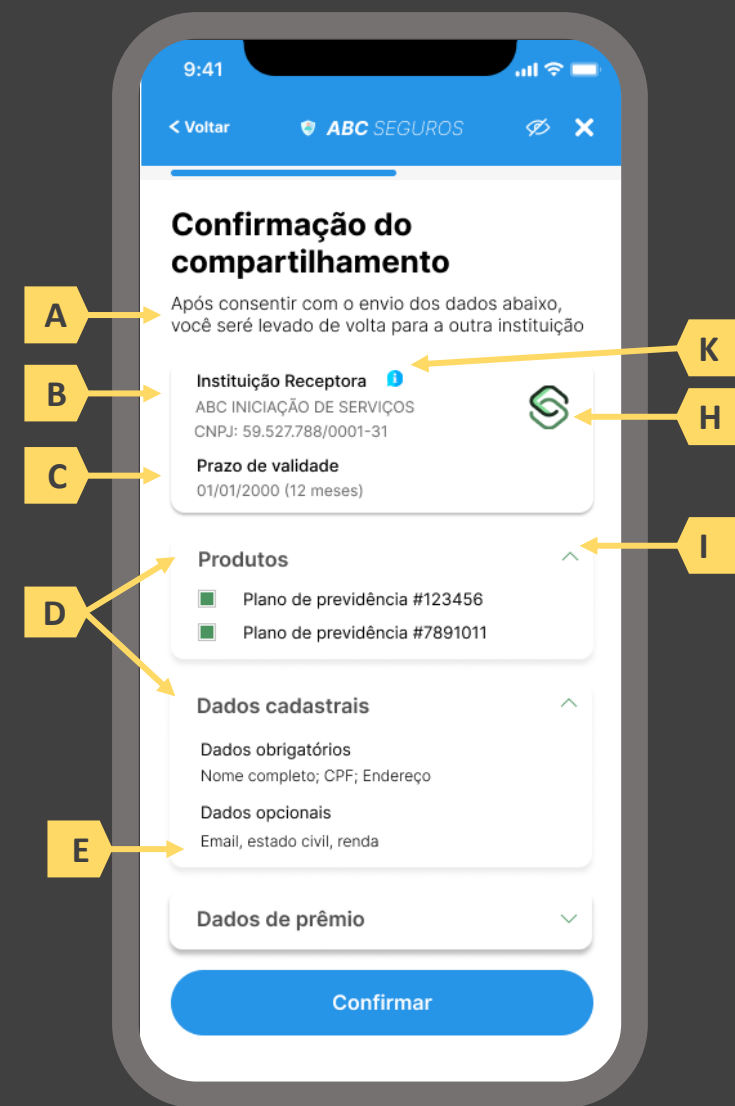 9:41
< Voltar
ABC SEGUROS
Confirmação do
compartilhamento
A
Após consentir com o envio dos dados abaixo,
você seré levado de volta para a outra instituição
K
B
Instituição Receptora
i
ABC INICIAÇÃO DE SERVIÇOS
CNPJ: 59.527.788/0001-31
H
C
Prazo de validade
01/01/2000 (12 meses)
I
D
Produtos
Plano de previdência #123456
Plano de previdência #7891011
Dados cadastrais
Dados obrigatórios
Nome completo; CPF; Endereço
Dados opcionais
E
Email, estado civil, renda
Dados de prêmio
Confirmar